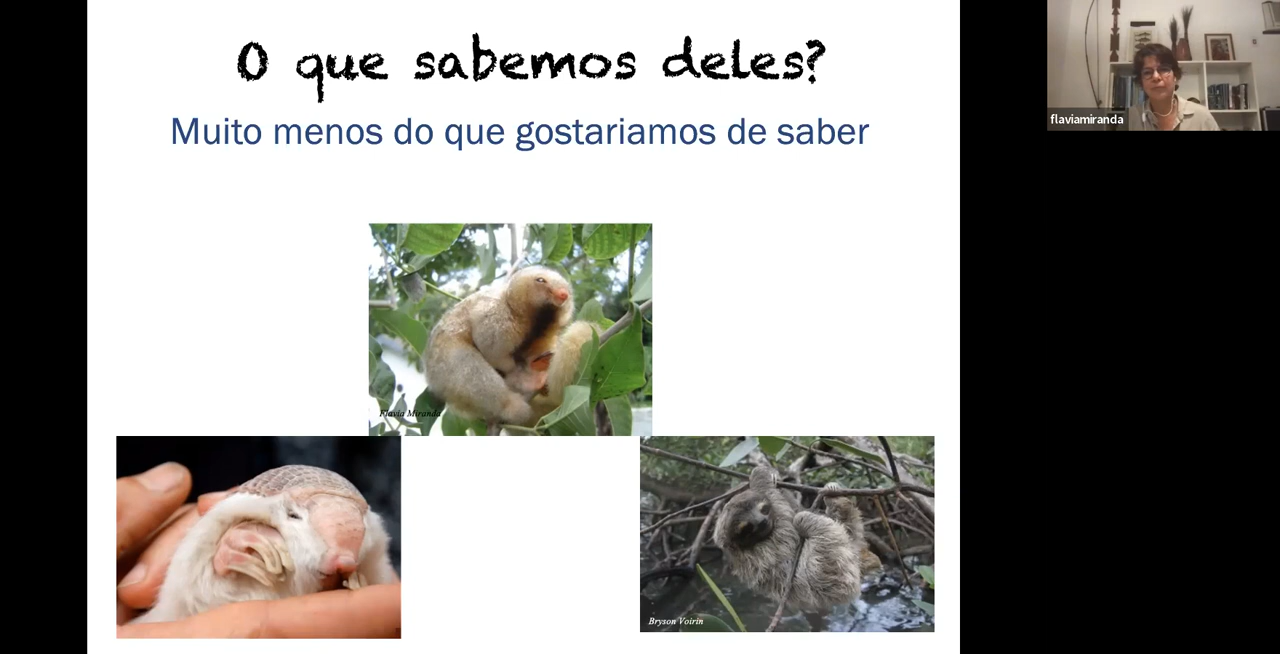 O que sabemos deles?
Muito menos do que gostariamos de saber
flaviamiranda
Flavia Miranda
Bryson Voirin